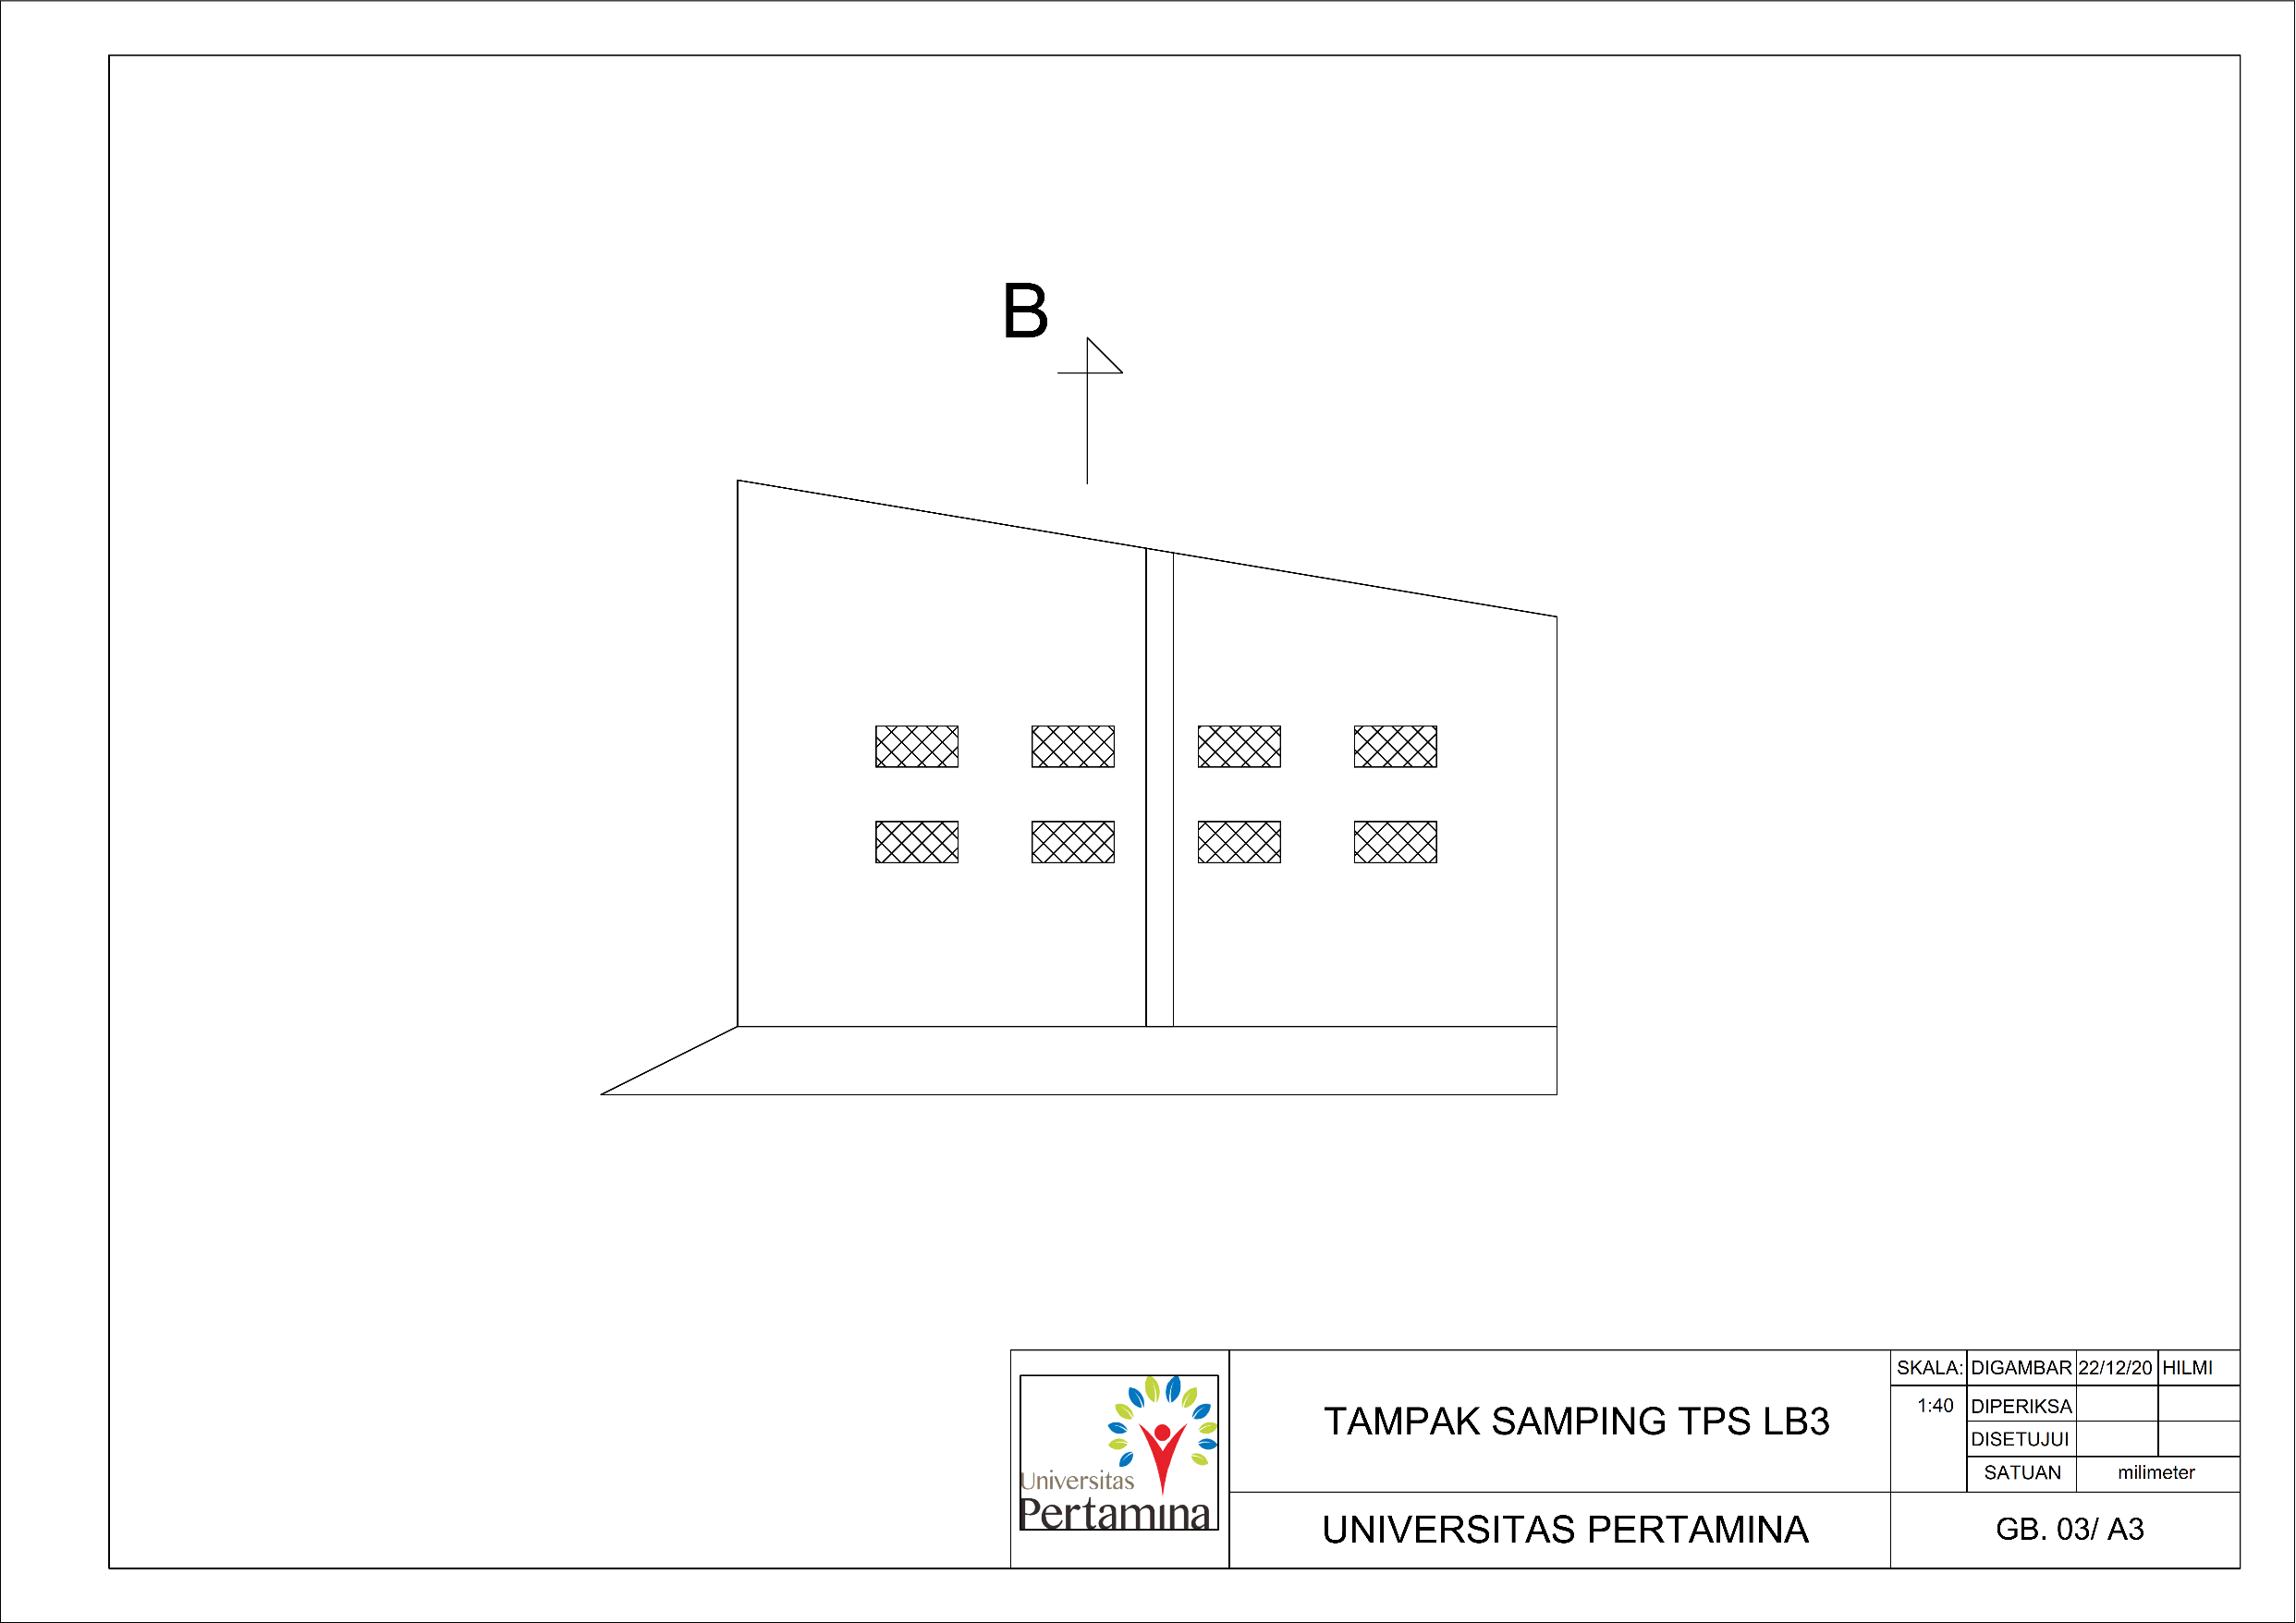 B
Universitas
Pertamina
TAMPAK SAMPING TPS LB3
UNIVERSITAS PERTAMINA
SKALA: DIGAMBAR 22/12/20 HILMI
1:40 DIPERIKSA
DISETUJUI
SATUAN milimeter
GB. 03/ A3